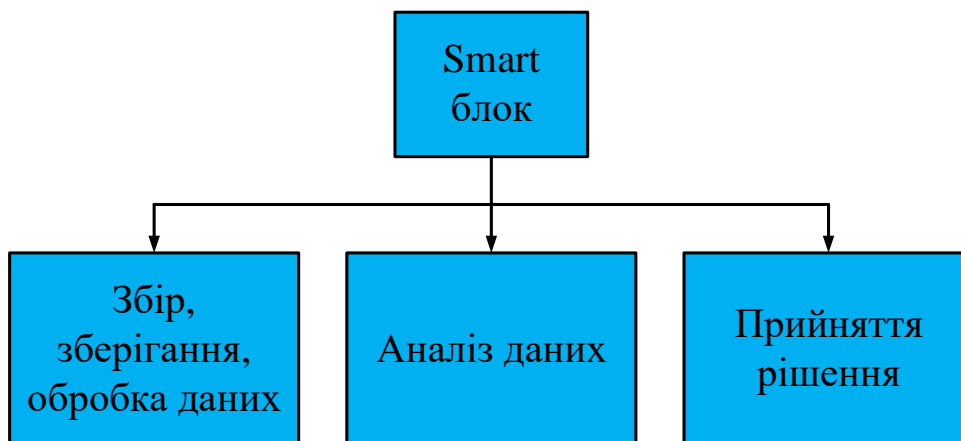 Smart
блок
Збір,
зберігання,
обробка даних
Аналіз даних
Прийняття
рішення